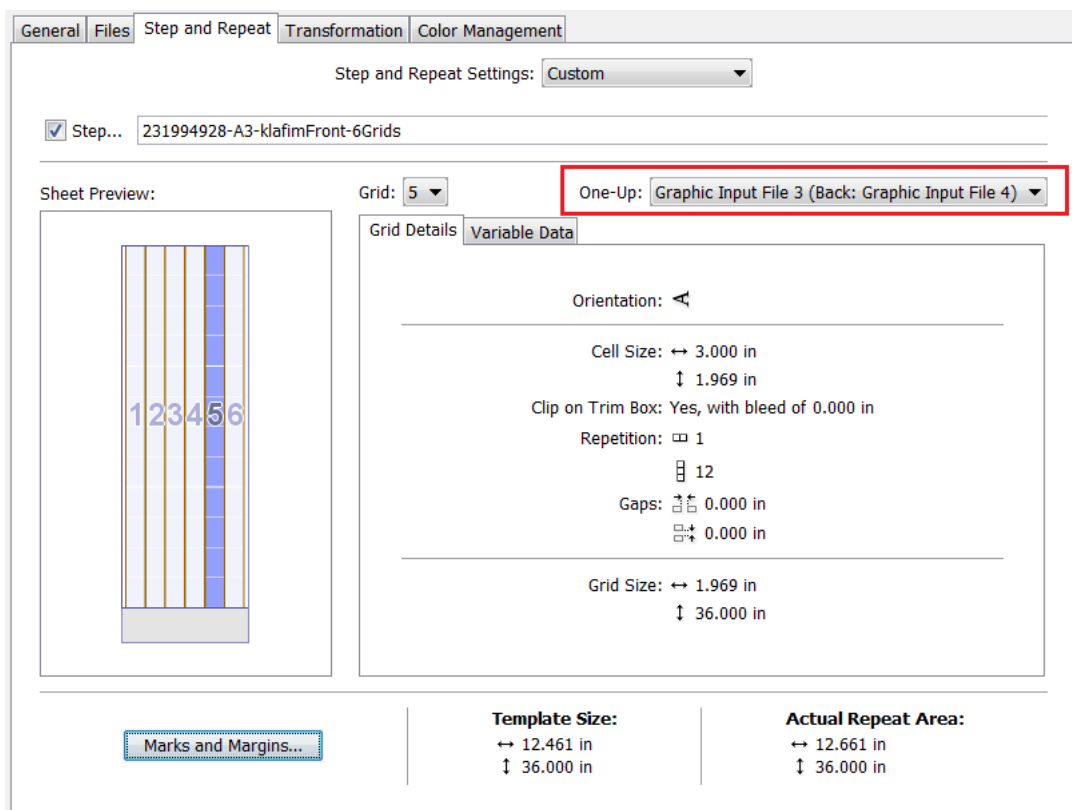 General Files Step and Repeat Transformation Color Management
Step and Repeat Settings: Custom
Step... 231994928-A3-klafimFront-6Grids
Sheet Preview:
Grid: 5
One-Up: Graphic Input File 3 (Back: Graphic Input File 4)
Grid Details Variable Data
123456
Orientation: A
Cell Size: ↔ 3.000 in
↕ 1.969 in
Clip on Trim Box: Yes, with bleed of 0.000 in
Repetition: 1
12
Gaps: 0.000 in
0.000 in
Grid Size: ↔ 1.969 in
↕ 36.000 in
Marks and Margins...
Template Size:
↔ 12.461 in
↕ 36.000 in
Actual Repeat Area:
↔ 12.661 in
↕ 36.000 in